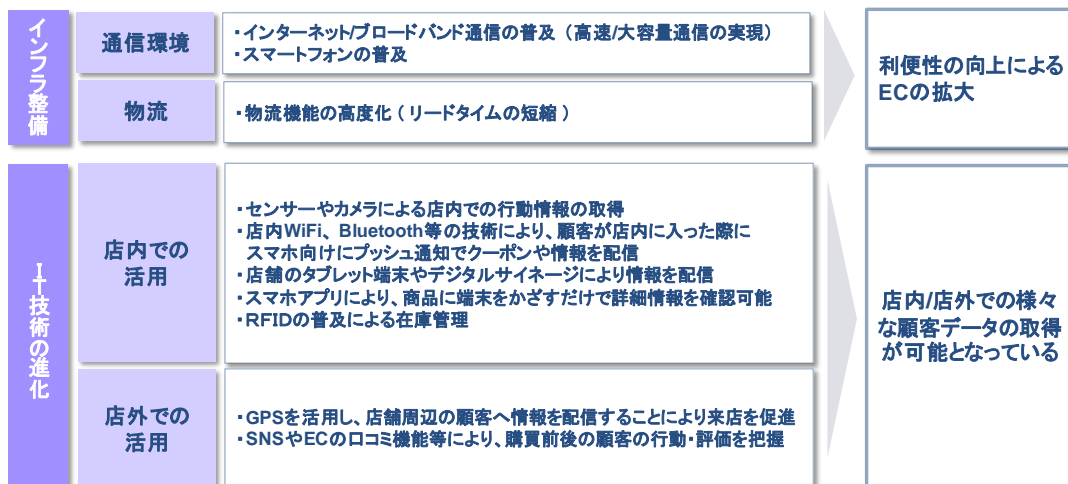 インフラ整備
通信環境
・インターネット/ブロードバンド通信の普及（高速/大容量通信の実現）
・スマートフォンの普及
物流
・物流機能の高度化（リードタイムの短縮）
利便性の向上による
ECの拡大
IT技術の進化
店内での
活用
・センサーやカメラによる店内での行動情報の取得
・店内WiFi、Bluetooth等の技術により、顧客が店内に入った際に
スマホ向けにプッシュ通知でクーポンや情報を配信
・店舗のタブレット端末やデジタルサイネージにより情報を配信
・スマホアプリにより、商品に端末をかざすだけで詳細情報を確認可能
・RFIDの普及による在庫管理
店外での
活用
・GPSを活用し、店舗周辺の顧客へ情報を配信することにより来店を促進
・SNSやECの口コミ機能等により、購買前後の顧客の行動・評価を把握
店内/店外での様々
な顧客データの取得
が可能となっている